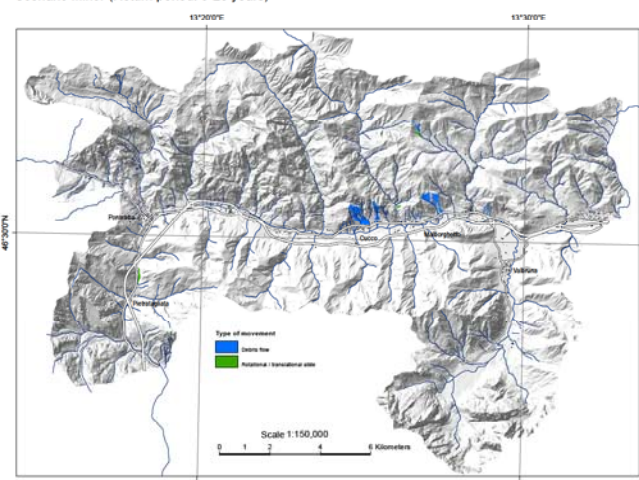 13°20'0"E
13°30'0"E
46°30'0"N
Pontebba
Cucco
Malborghetto
Valbruna
Pietratagliata
Type of movement
Debris flow
Rotational / translational slide
Scale 1:150,000
0 1 2 4 6 Kilometers